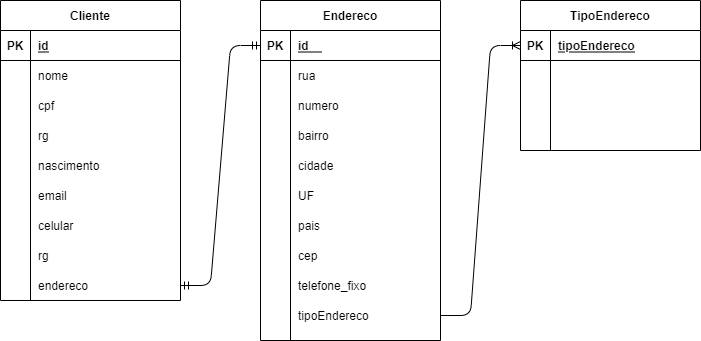 Cliente
PK id
nome
cpf
rg
nascimento
email
celular
rg
endereco
Endereco
PK id
rua
numero
bairro
cidade
UF
pais
cep
telefone_fixo
tipoEndereco
TipoEndereco
PK tipoEndereco